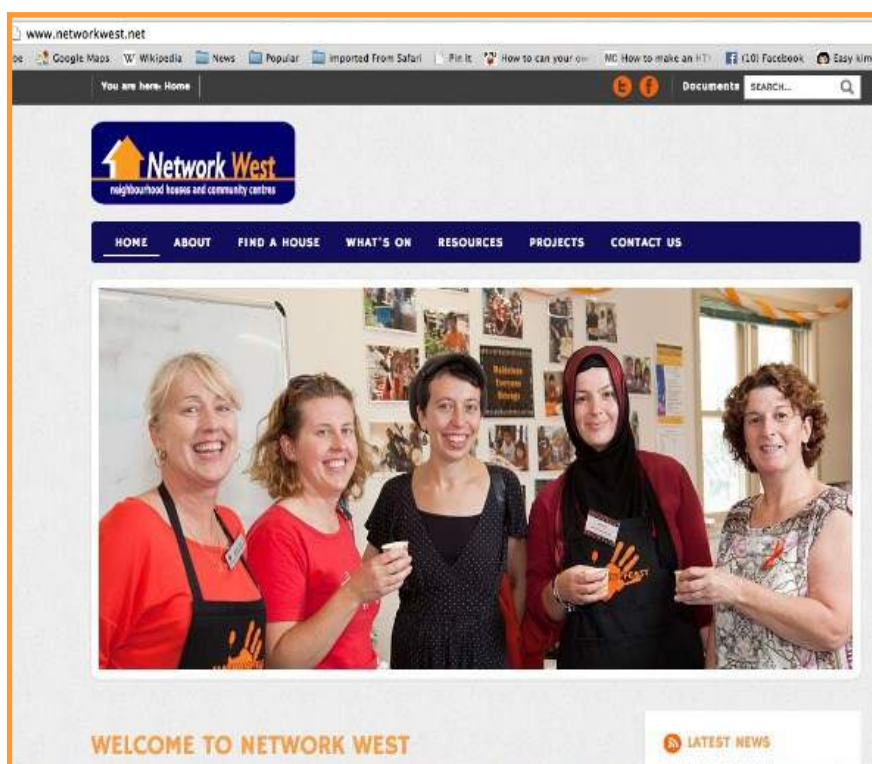 www.networkwest.net
Google Maps W Wikipedia News Popular Imported From Safari Pin It How to can your ow MC How to make an HT (10) Facebook Easy kim
You are here: Home
Documents SEARCH...
Network West
neighbourhood houses and community centres
HOME ABOUT FIND A HOUSE WHAT'S ON RESOURCES PROJECTS CONTACT US
WELCOME TO NETWORK WEST
LATEST NEWS